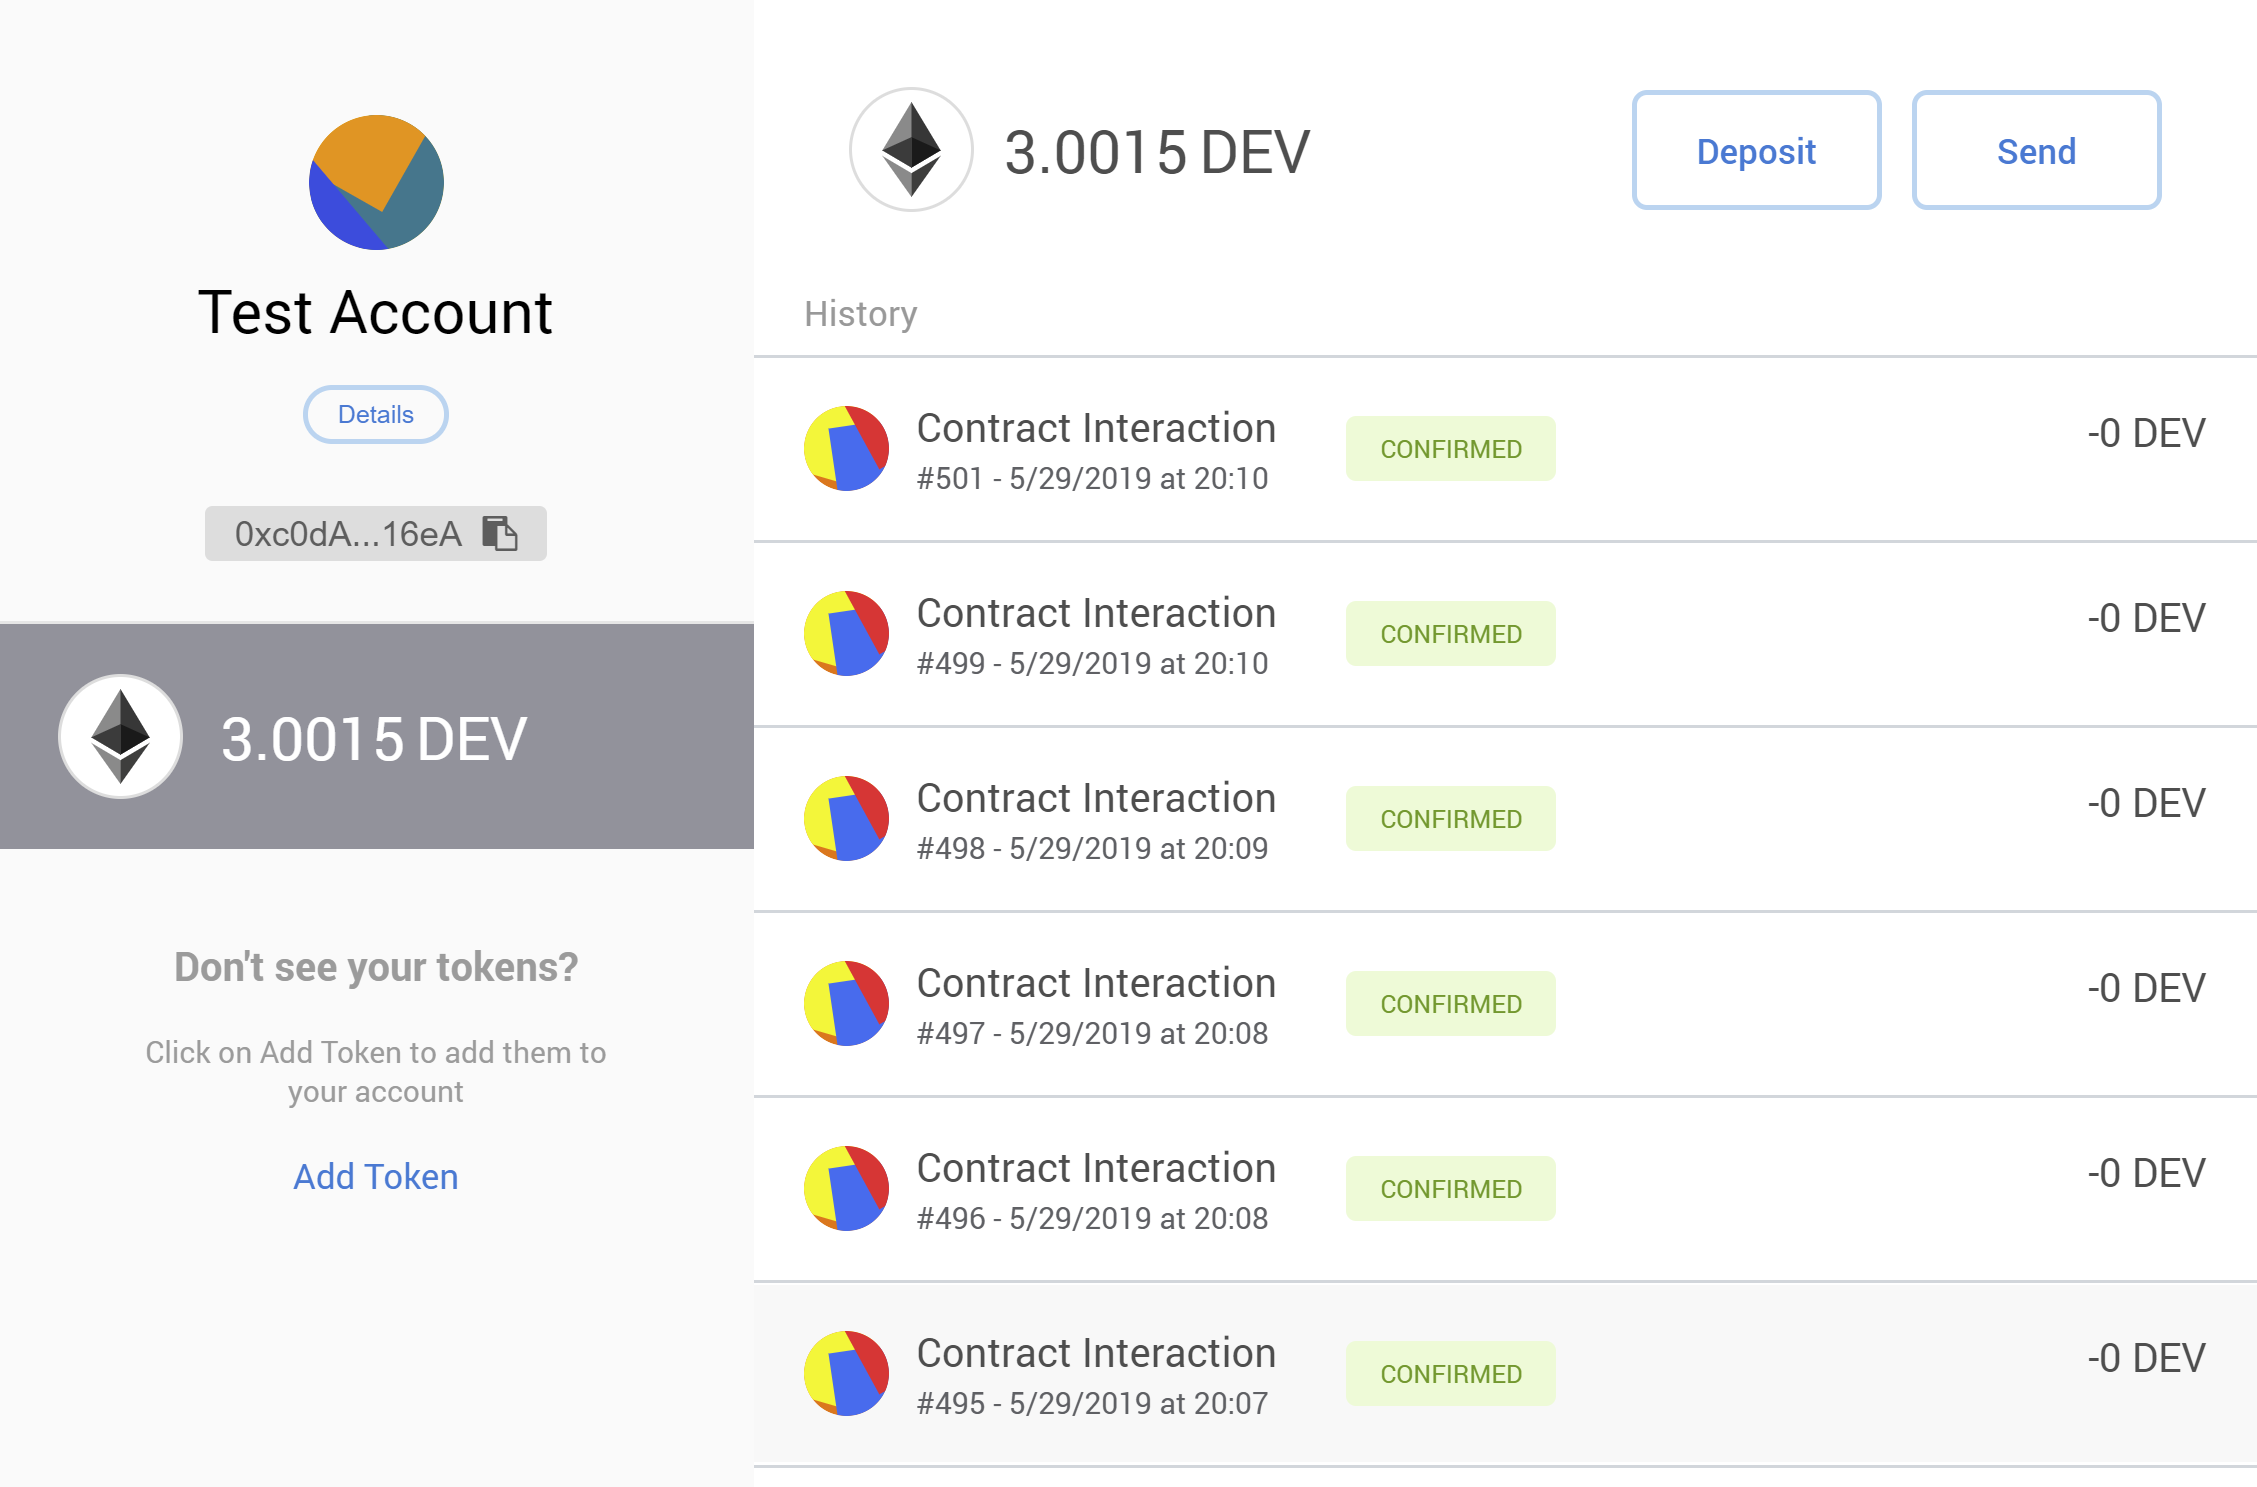 Test Account
Details
0xc0dA...16eA
3.0015 DEV
Don't see your tokens?
Click on Add Token to add them to
your account
Add Token
3.0015 DEV
Deposit
Send
History
Contract Interaction
#501 - 5/29/2019 at 20:10
CONFIRMED
-0 DEV
Contract Interaction
#499 - 5/29/2019 at 20:10
CONFIRMED
-0 DEV
Contract Interaction
#498 - 5/29/2019 at 20:09
CONFIRMED
-0 DEV
Contract Interaction
#497 - 5/29/2019 at 20:08
CONFIRMED
-0 DEV
Contract Interaction
#496 - 5/29/2019 at 20:08
CONFIRMED
-0 DEV
Contract Interaction
#495 - 5/29/2019 at 20:07
CONFIRMED
-0 DEV